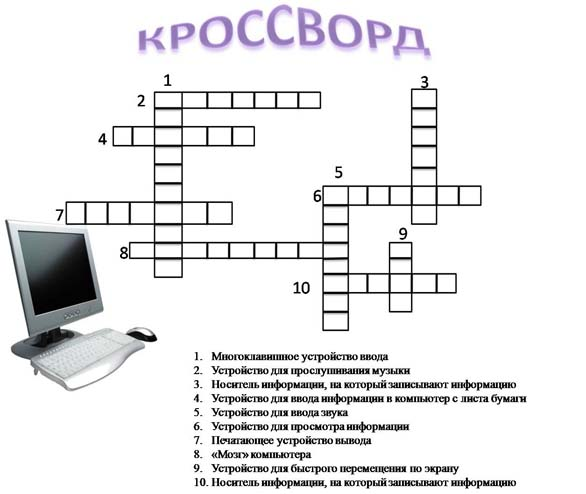 КРОССВОРД
1
3
2
4
5
6
7
9
8
10
1. Многоклавишное устройство ввода
2. Устройство для прослушивания музыки
3. Носитель информации, на который записывают информацию
4. Устройство для ввода информации в компьютер с листа бумаги
5. Устройство для ввода звука
6. Устройство для просмотра информации
7. Печатающее устройство вывода
8. «Мозг» компьютера
9. Устройство для быстрого перемещения по экрану
10. Носитель информации, на который записывают информацию